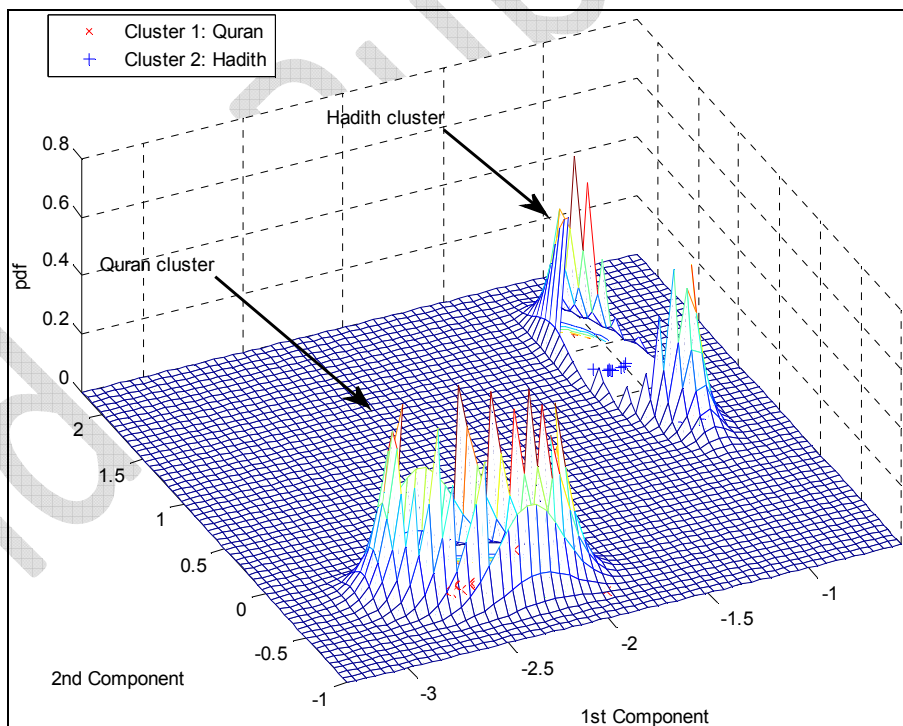 Cluster 1: Quran
Cluster 2: Hadith
Hadith cluster
Quran cluster
pdf
0.8
0.6
0.4
0.2
0
2
1.5
1
0.5
0
-0.5
-1
2nd Component
-3
-2.5
-2
-1.5
-1
1st Component